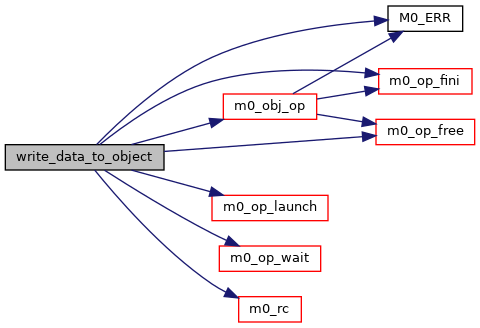 M0_ERR
m0_op_fini
m0_obj_op
m0_op_free
write_data_to_object
m0_op_launch
m0_op_wait
m0_rc